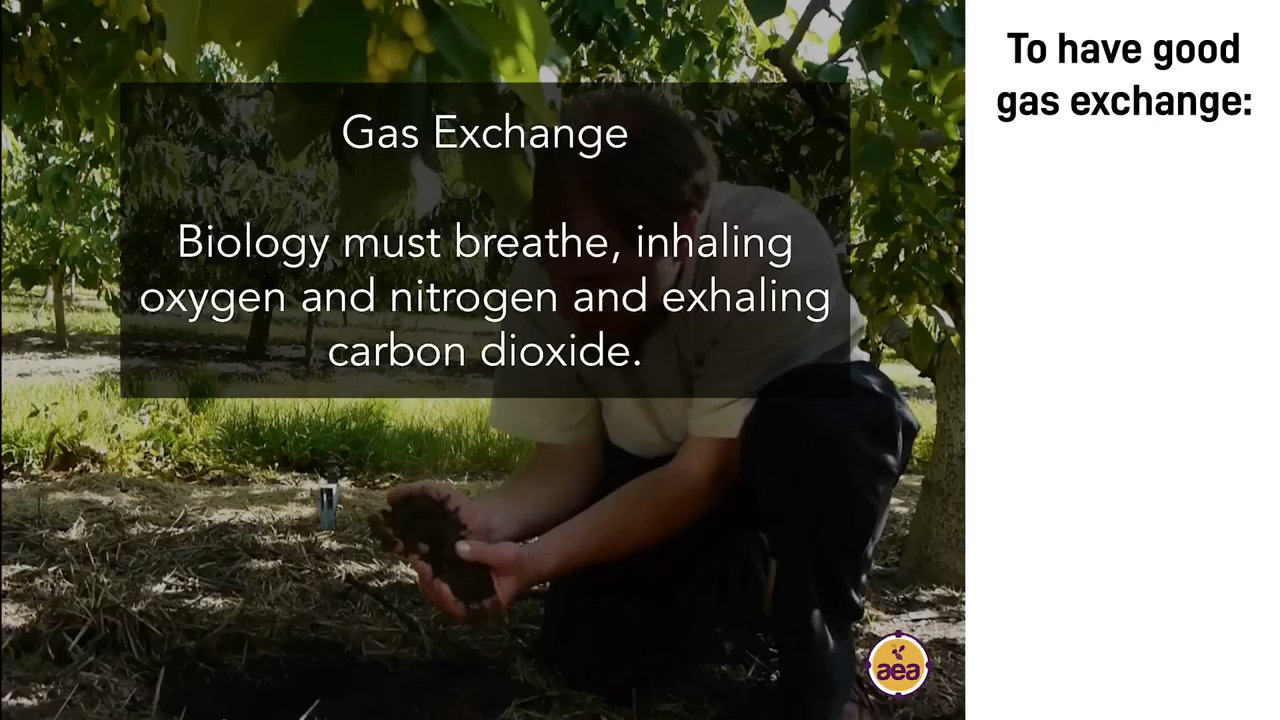 Gas Exchange
Biology must breathe, inhaling
oxygen and nitrogen and exhaling
carbon dioxide.
To have good
gas exchange:
aea